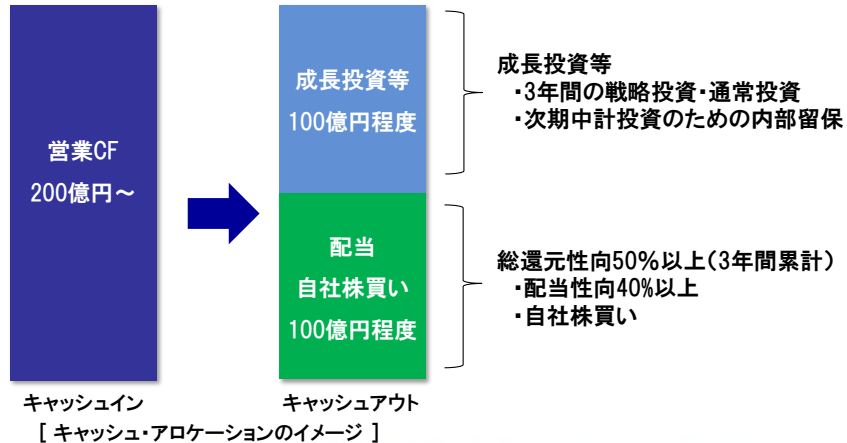 営業CF
200億円～
成長投資等
100億円程度
配当
自社株買い
100億円程度
成長投資等
・3年間の戦略投資・通常投資
・次期中計投資のための内部留保
総還元性向50％以上（3年間累計）
・配当性向40％以上
・自社株買い
キャッシュイン
キャッシュアウト
[ キャッシュ・アロケーションのイメージ ]